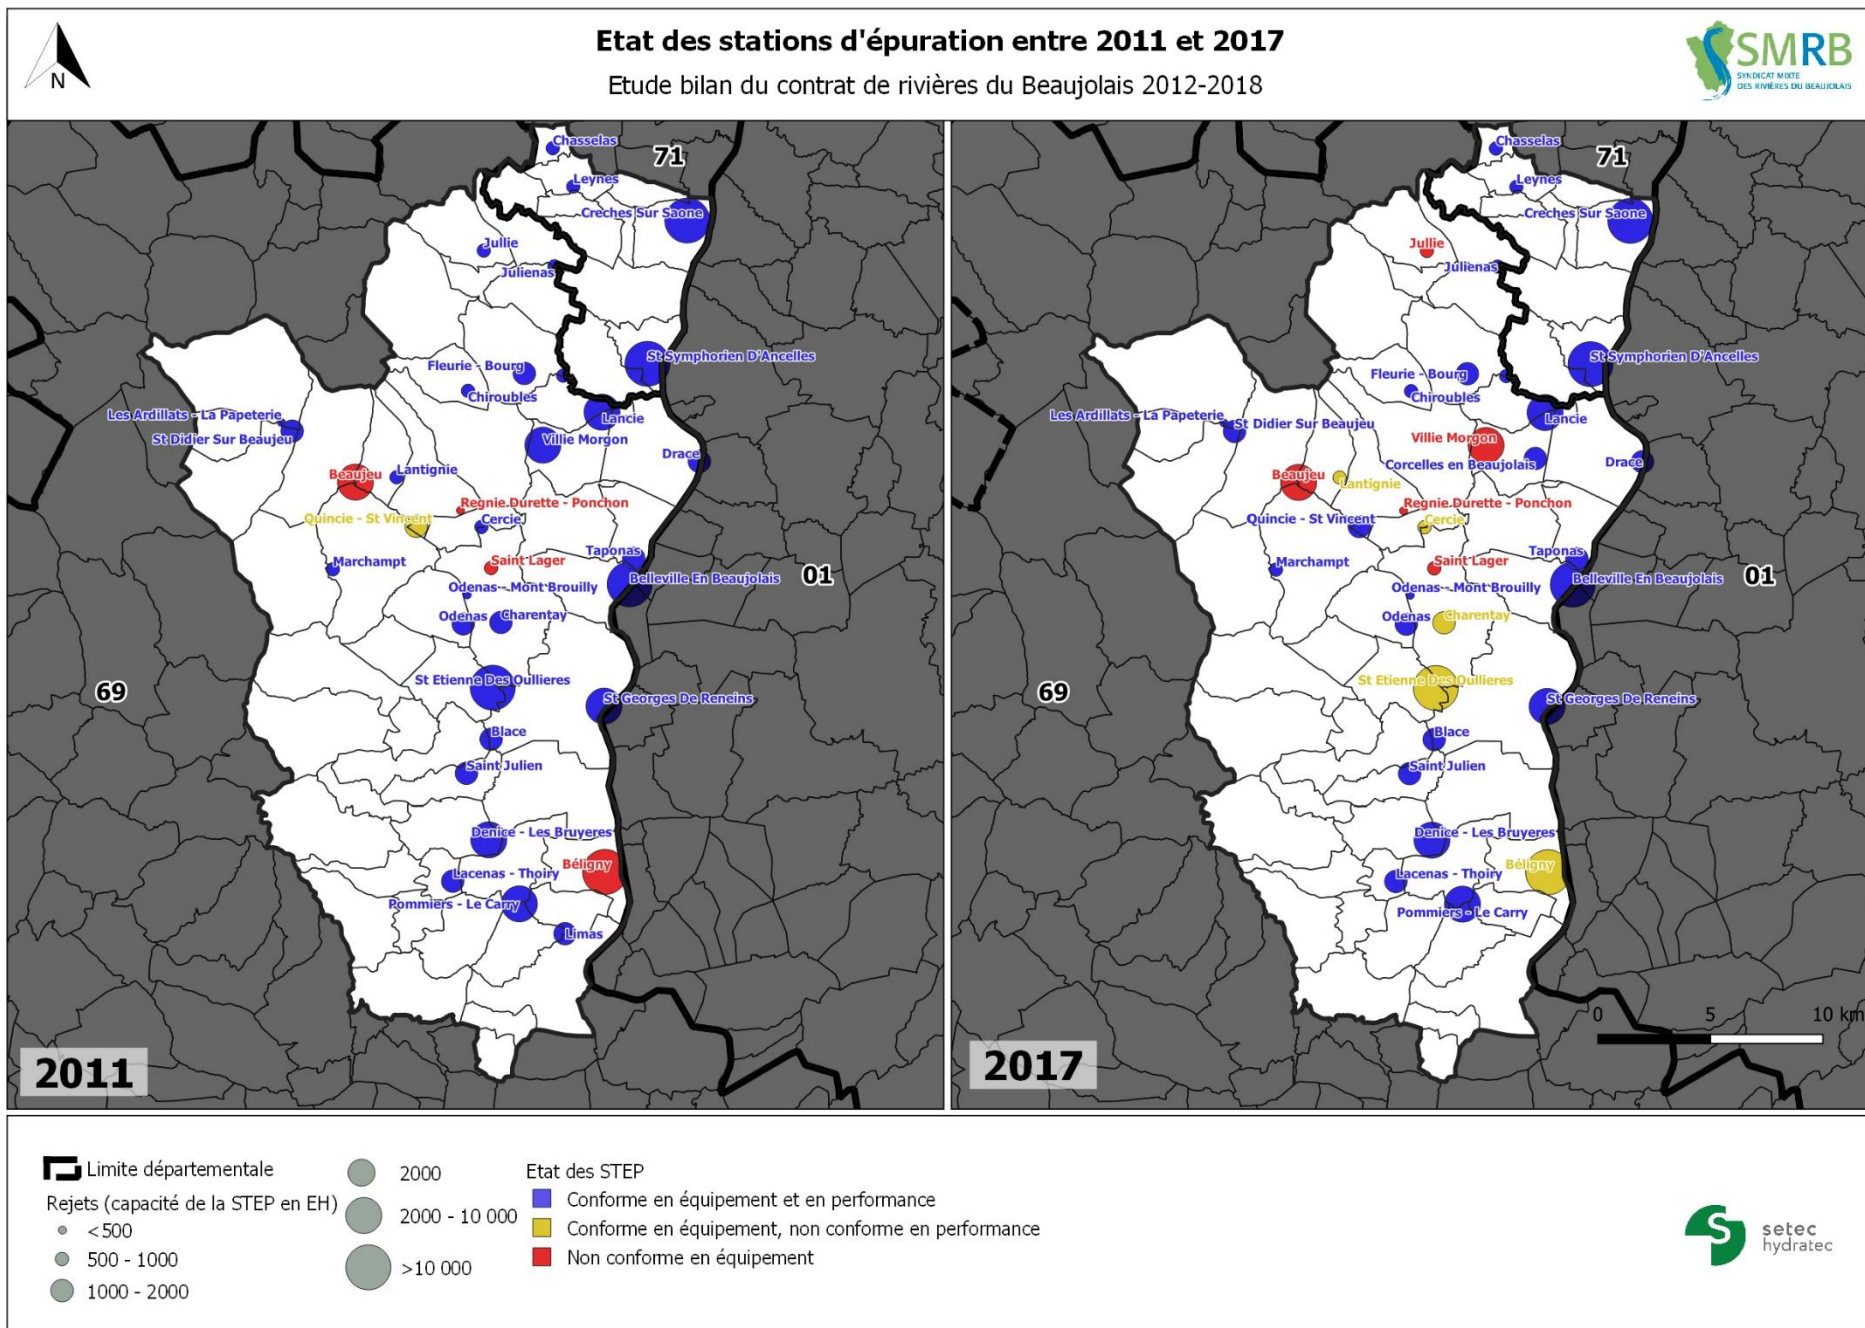 Etat des stations d'épuration entre 2011 et 2017
Etude bilan du contrat de rivières du Beaujolais 2012-2018
N
SMRB
SYNDICAT MIXTE
DES RIVIÈRES DU BEAUJOLAIS
Chasselas
71
Leynes
Creches Sur Saone
Jullie
Julienas
St Symphorien D'Ancelles
Fleurie - Bourg
Chiroubles
Les Ardillats - La Papeterie
Lancie
St Didier Sur Beaujeu
Villie Morgon
Drace
Beaujeu
Lantignie
Regnie Durette - Ponchon
Quincie - St Vincent
Cercie
Taponas
Marchampt
Saint Lager
Belleville En Beaujolais
01
Odenas - Mont Brouilly
Odenas
Charentay
St Etienne Des Oullieres
69
St Georges De Reneins
Blace
Saint Julien
Denice - Les Bruyeres
Béligny
Lacenas - Thoiry
Pommiers - Le Carry
Limas
2011
Chasselas
71
Leynes
Creches Sur Saone
Jullie
Julienas
St Symphorien D'Ancelles
Fleurie - Bourg
Chiroubles
Les Ardillats - La Papeterie
Lancie
St Didier Sur Beaujeu
Villie Morgon
Corcelles en Beaujolais
Drace
Beaujeu
Lantignie
Regnie Durette - Ponchon
Quincie - St Vincent
Cercie
Taponas
Marchampt
Saint Lager
Belleville En Beaujolais
01
Odenas - Mont Brouilly
Odenas
Charentay
St Etienne Des Oullieres
69
St Georges De Reneins
Blace
Saint Julien
Denice - Les Bruyeres
Béligny
Lacenas - Thoiry
Pommiers - Le Carry
0 5 10 km
2017
Limite départementale
Rejets (capacité de la STEP en EH)
<500
500 - 1000
1000 - 2000
2000
2000 - 10 000
>10 000
Etat des STEP
Conforme en équipement et en performance
Conforme en équipement, non conforme en performance
Non conforme en équipement
S
setec
hydratec